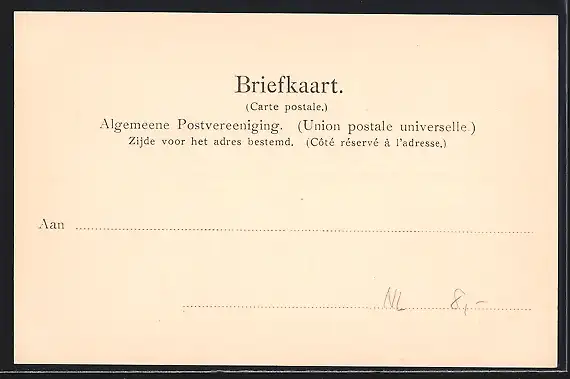 Briefkaart.
(Carte postale.)
Algemeene Postvereeniging. (Union postale universelle.)
Zijde voor het adres bestemd. (Côté réservé à l'adresse.)
Aan
NL 8,-